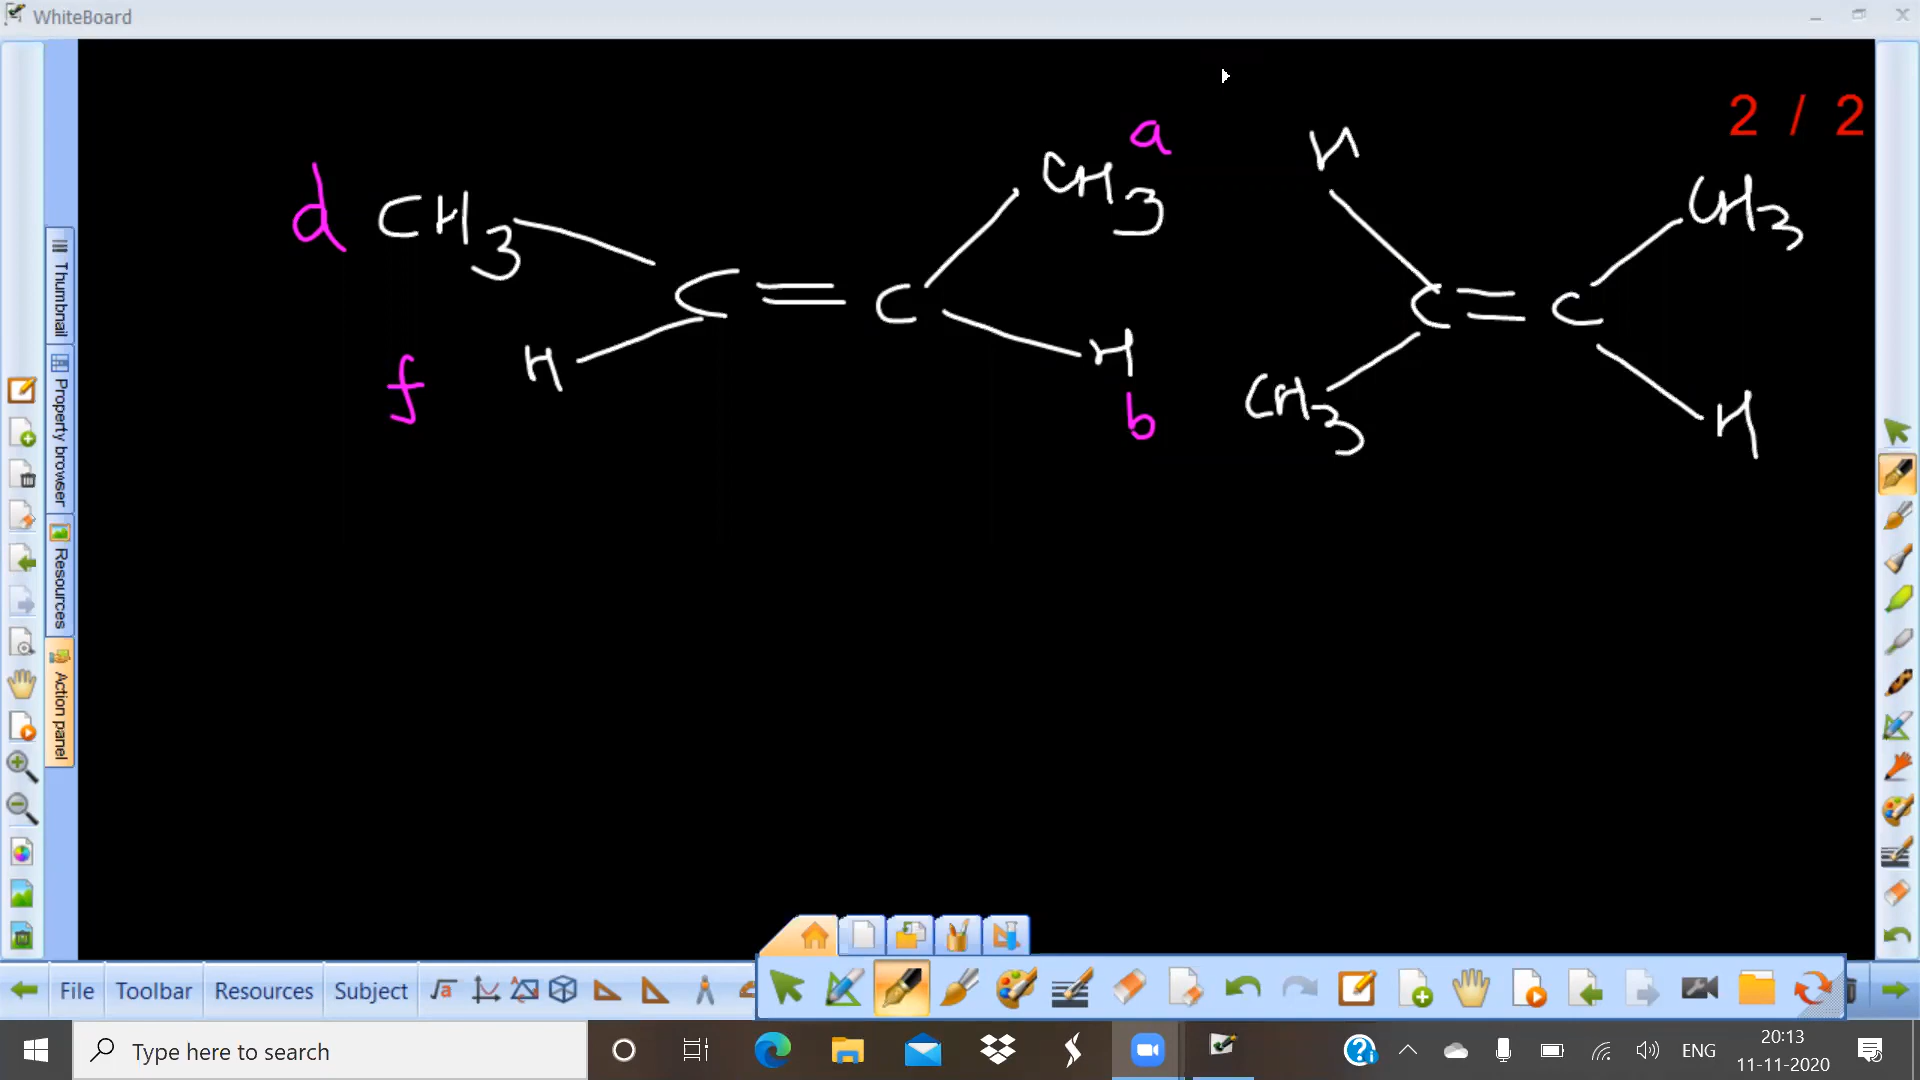 WhiteBoard
2 / 2
a
H
d CH3
CH3
CH3
C = C
C = C
f H
H
b
CH3
H
Thumbnail
Property browser
Resources
Action panel
File Toolbar Resources Subject
Type here to search
ENG
20:13
11-11-2020